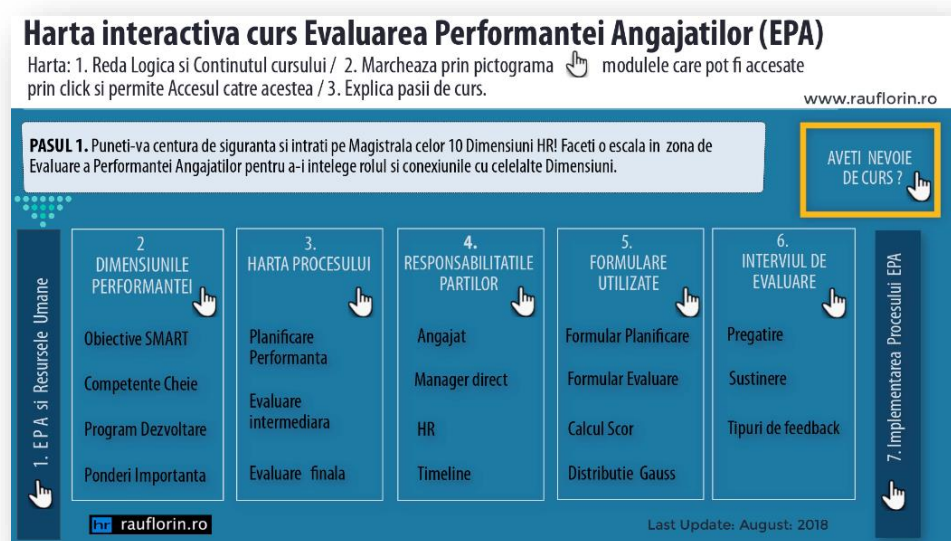 Harta interactiva curs Evaluarea Performantei Angajatilor (EPA)
Harta: 1. Reda Logica si Continutul cursului / 2. Marcheaza prin pictograma modulele care pot fi accesate
prin click si permite Accesul catre acestea / 3. Explica pasii de curs.
www.rauflorin.ro
PASUL 1. Puneti-va centura de siguranta si intrati pe Magistrala celor 10 Dimensiuni HR! Faceti o escala in zona de
Evaluare a Performantei Angajatilor pentru a-i intelege rolul si conexiunile cu celelalte Dimensiuni.
AVETI NEVOIE
DE CURS ?
1. E P A si Resursele Umane
2
DIMENSIUNILE
PERFORMANTEI
Obiective SMART
Competente Cheie
Program Dezvoltare
Ponderi Importanta
3.
HARTA PROCESULUI
Planificare
Performanta
Evaluare
intermediara
Evaluare finala
4.
RESPONSABILITATILE
PARTILOR
Angajat
Manager direct
HR
Timeline
5.
FORMULARE
UTILIZATE
Formular Planificare
Formular Evaluare
Calcul Scor
Distributie Gauss
6.
INTERVIUL DE
EVALUARE
Pregatire
Sustinere
Tipuri de feedback
7. Implementarea Procesului EPA
hr rauflorin.ro
Last Update: August: 2018